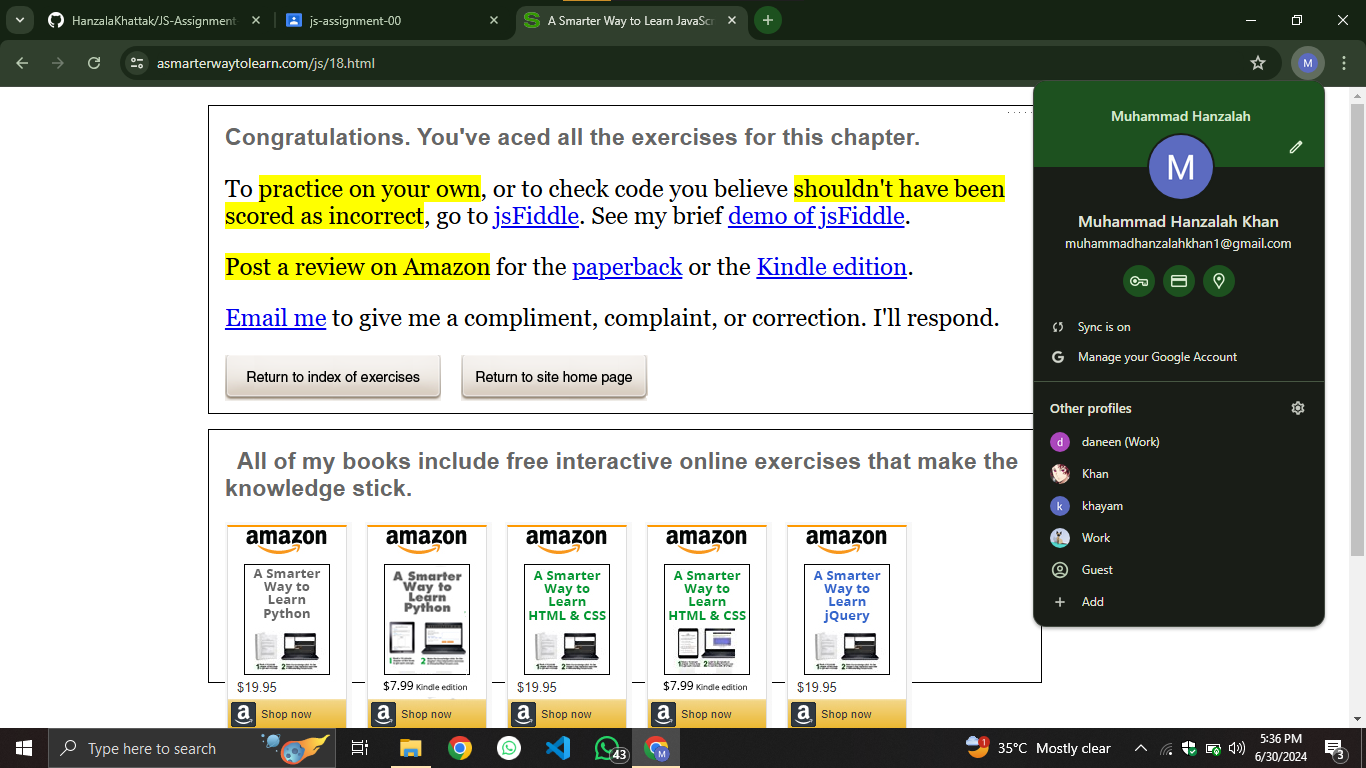 HanzalaKhattak/JS-Assignment
js-assignment-00
A Smarter Way to Learn JavaScr
asmarterwaytolearn.com/js/18.html
M
Congratulations. You've aced all the exercises for this chapter.
To practice on your own, or to check code you believe shouldn't have been
scored as incorrect, go to jsFiddle. See my brief demo of jsFiddle.
Post a review on Amazon for the paperback or the Kindle edition.
Email me to give me a compliment, complaint, or correction. I'll respond.
Return to index of exercises
Return to site home page
All of my books include free interactive online exercises that make the
knowledge stick.
amazon
A Smarter
Way to
Learn
Python
$19.95
Shop now
amazon
A Smarter
Way to
Learn
Python
$7.99 Kindle edition
Shop now
amazon
A Smarter
Way to
Learn
HTML & CSS
$19.95
Shop now
amazon
A Smarter
Way to
Learn
HTML & CSS
$7.99 Kindle edition
Shop now
amazon
A Smarter
Way to
Learn
jQuery
$19.95
Shop now
Muhammad Hanzalah
M
Muhammad Hanzalah Khan
muhammadhanzalahkhan1@gmail.com
Sync is on
G
Manage your Google Account
Other profiles
d
daneen (Work)
Khan
k
khayam
Work
Guest
Add
Type here to search
43
M
1
35°C Mostly clear
5:36 PM
6/30/2024
3